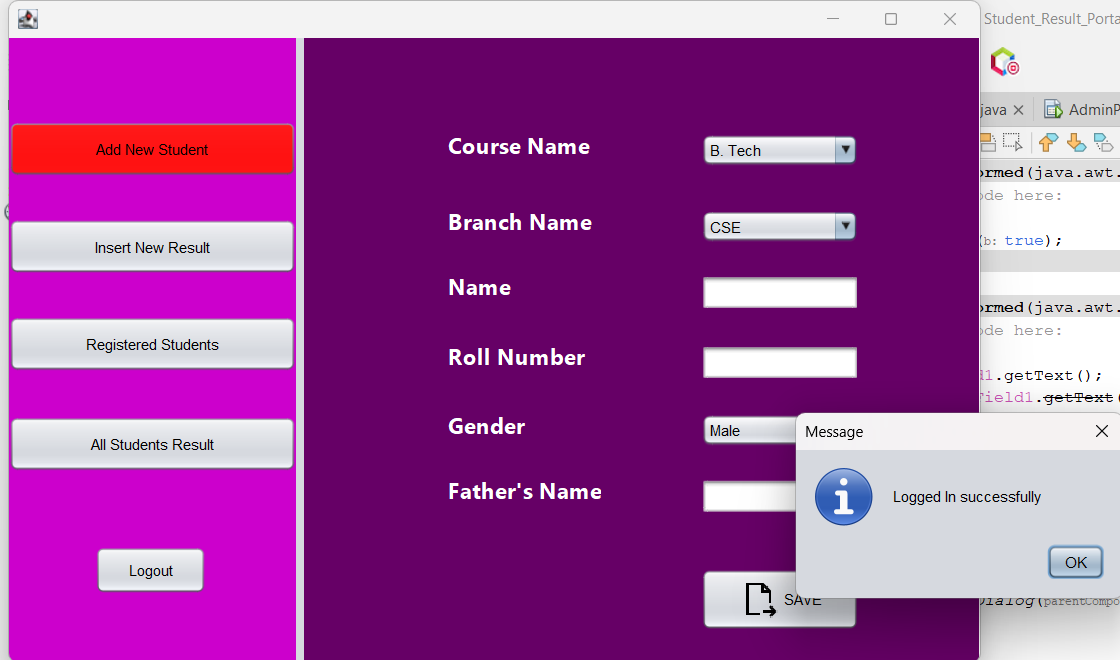 Student_Result_Porta
java
AdminP
Add New Student
Insert New Result
Registered Students
All Students Result
Logout
Course Name
B. Tech
Branch Name
CSE
Name
Roll Number
Gender
Male
Father's Name
SAVE
Message
Logged In successfully
OK
ormed(java.awt.
ode here:
(b: true);
ormed(java.awt.
ode here:
d1.getText();
Field1.getText(
Dialog(parentCompo